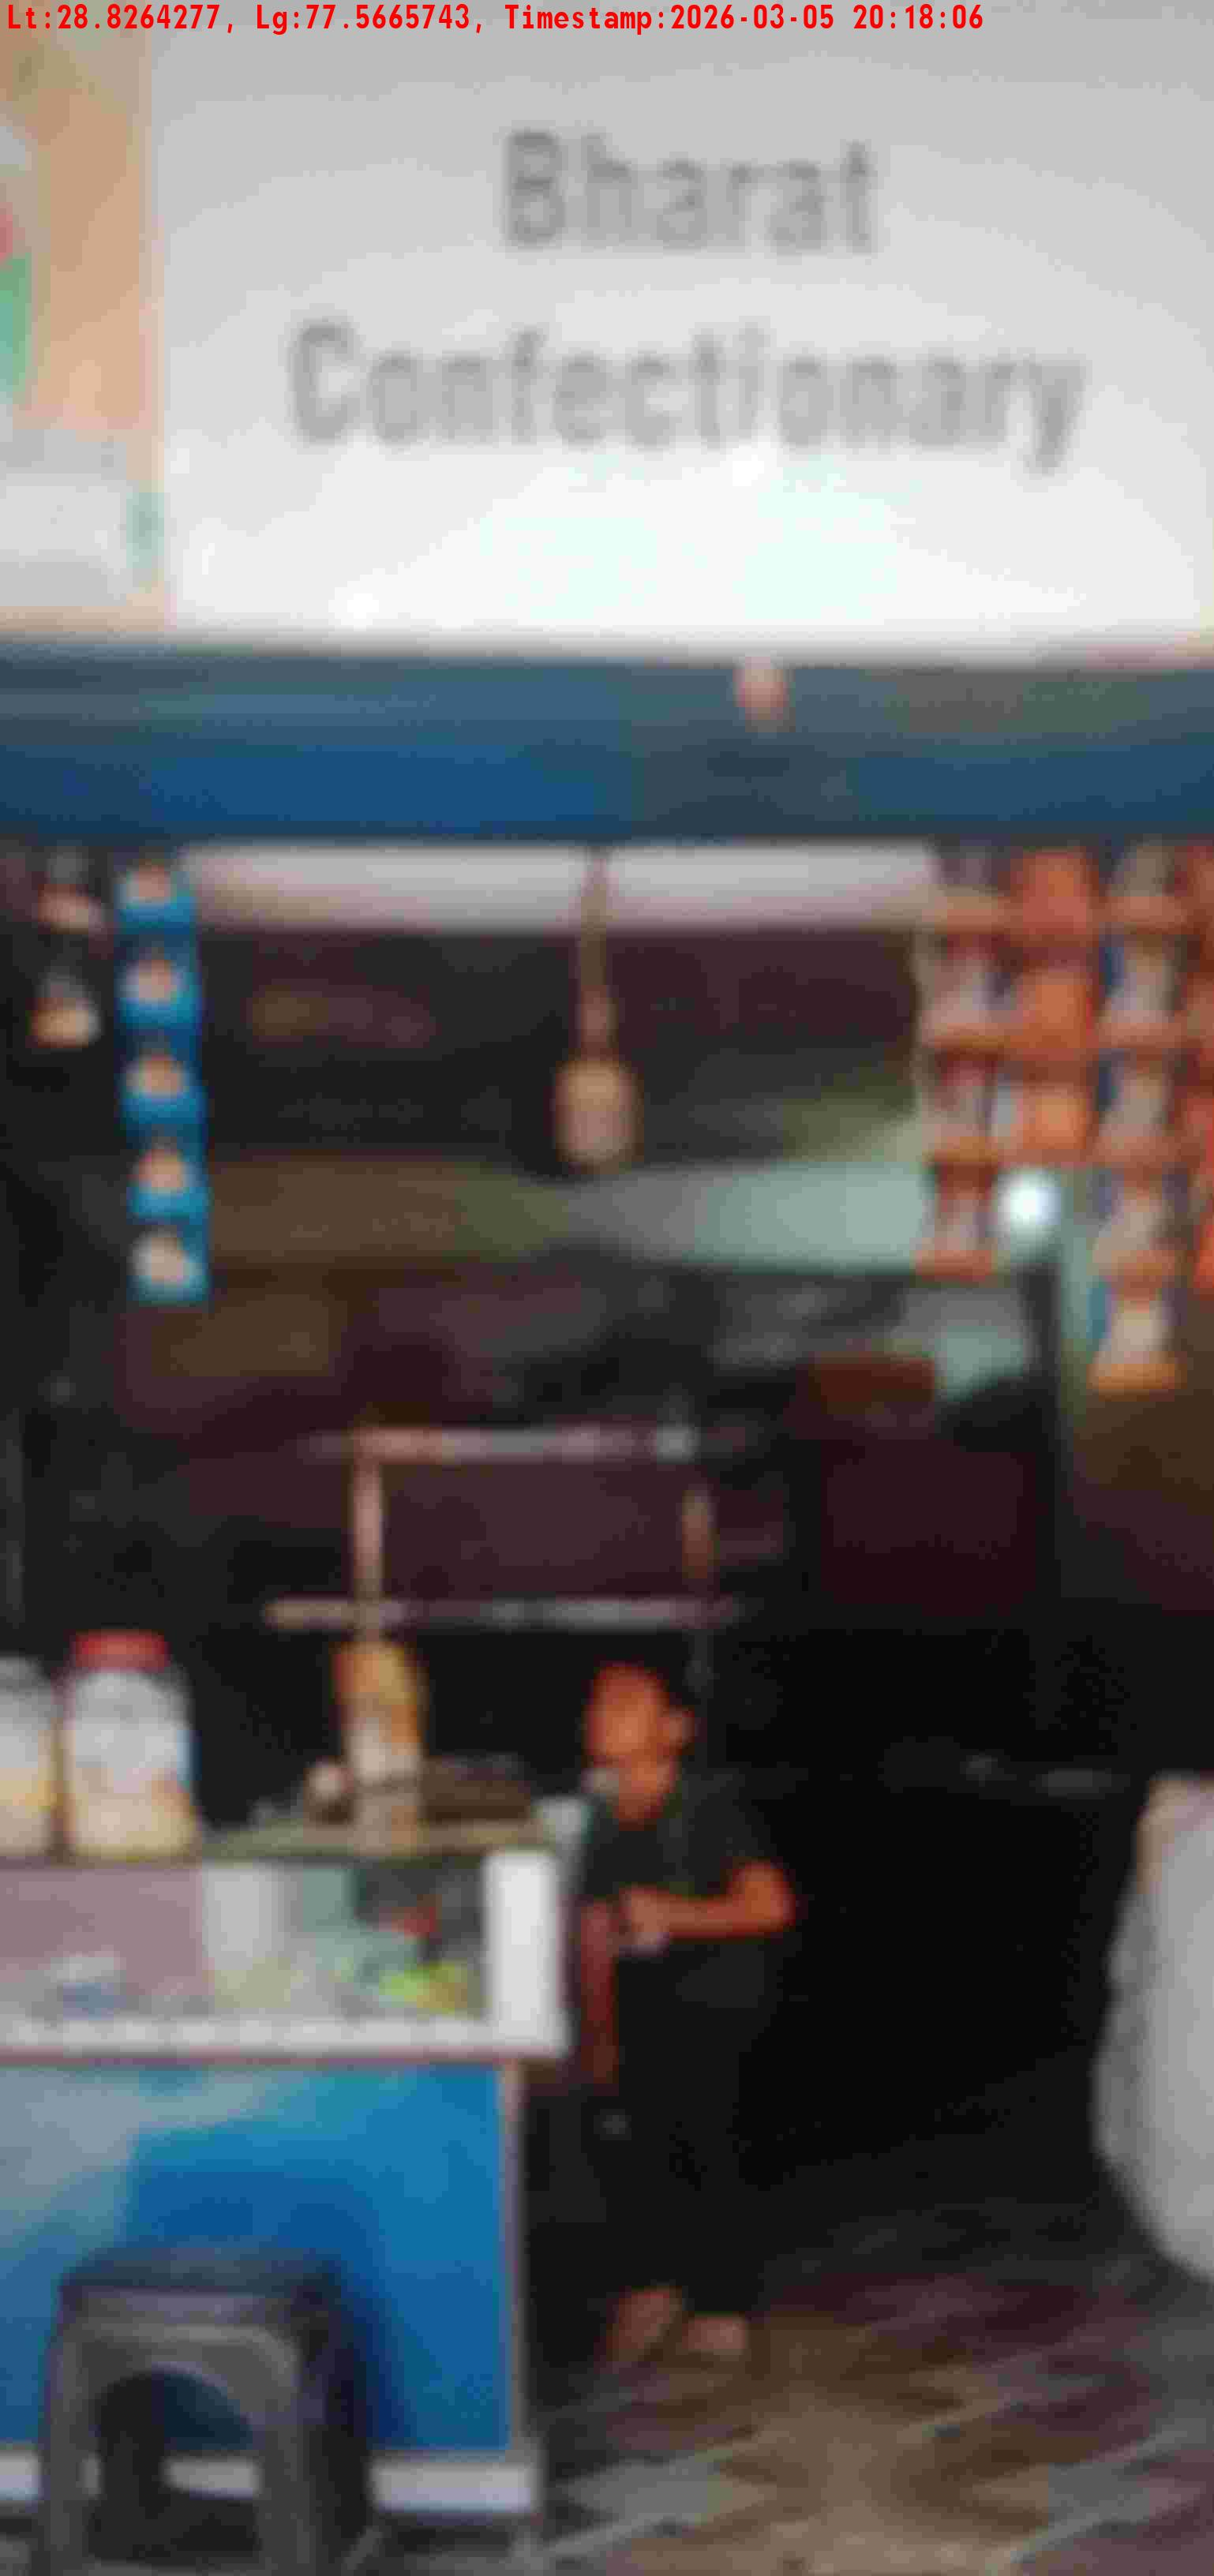 Lt:28.8264277, Lg:77.5665743, Timestamp:2026-03-05 20:18:06
Bharat
Confectionary